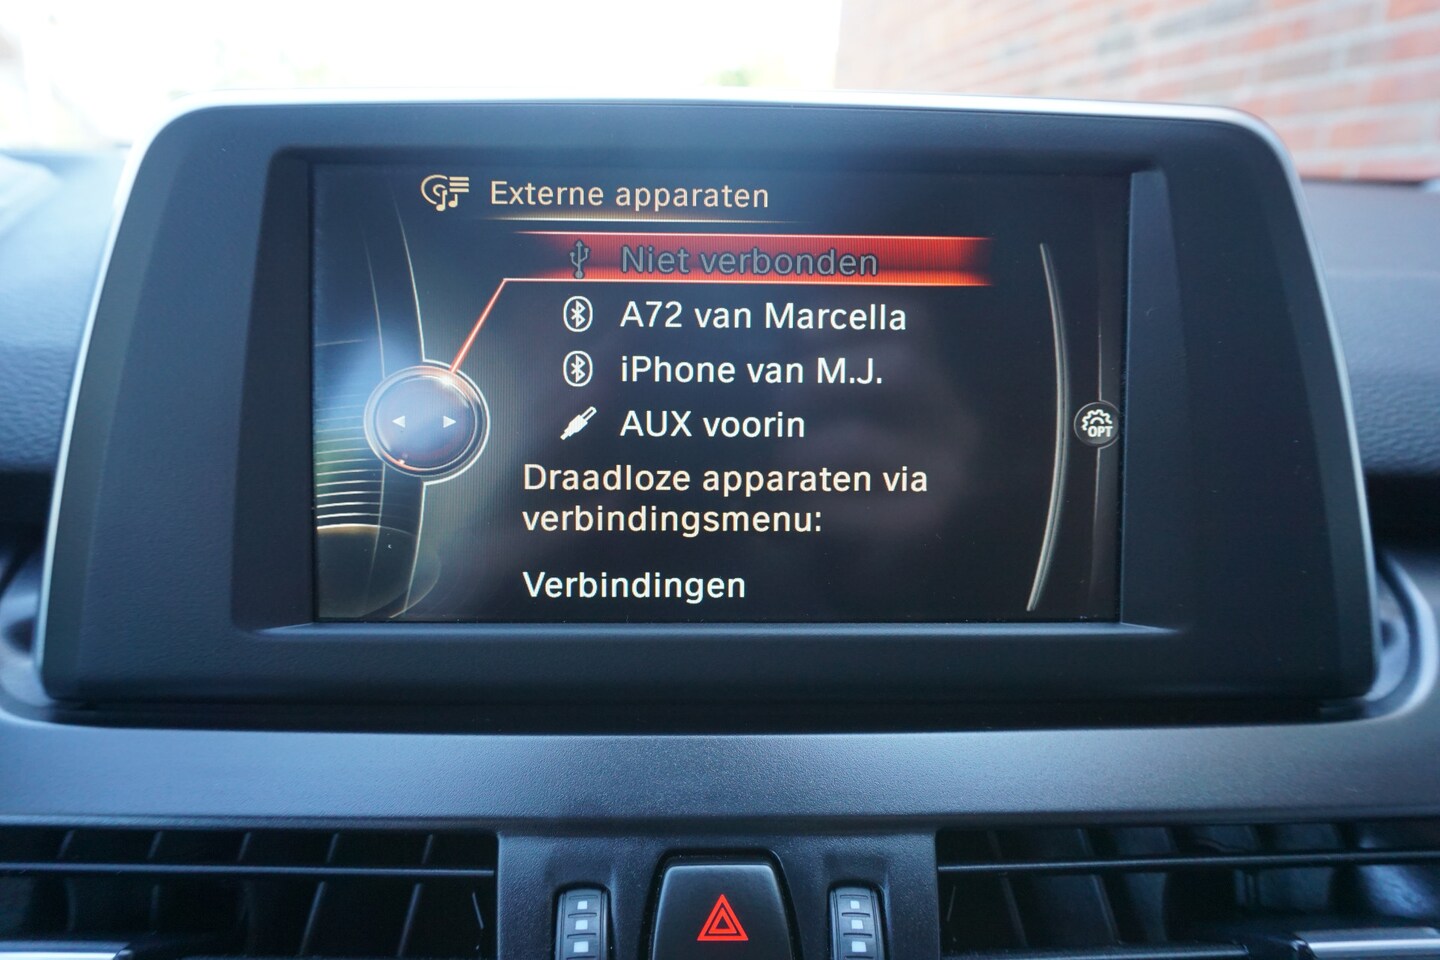 Externe apparaten
Niet verbonden
A72 van Marcella
iPhone van M.J.
AUX voorin
OPT
Draadloze apparaten via
verbindingsmenu:
Verbindingen